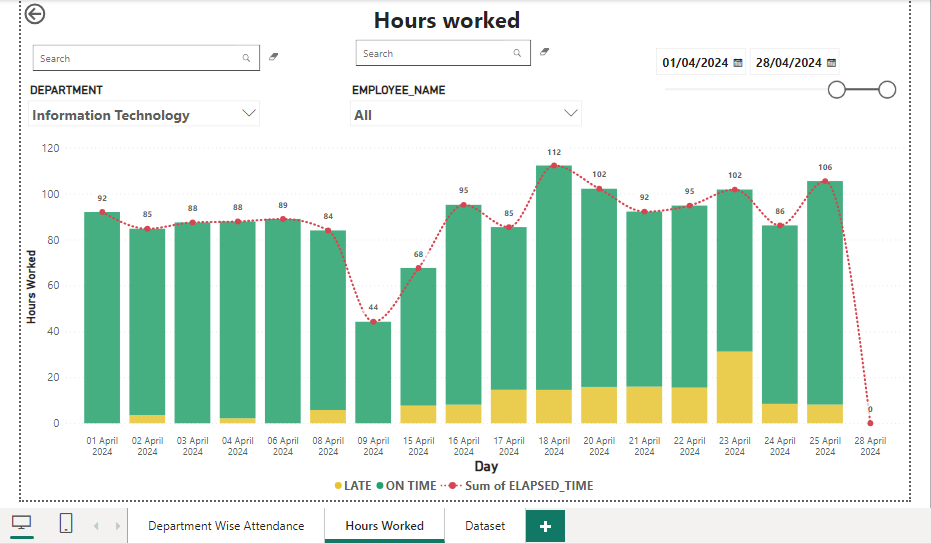 Hours worked
Search
Search
01/04/2024 28/04/2024
DEPARTMENT
EMPLOYEE_NAME
Information Technology
All
120
100
80
60
40
20
0
Hours Worked
92
85
88
88
89
84
44
68
95
85
112
102
92
95
102
86
106
0
01 April 2024
02 April 2024
03 April 2024
04 April 2024
06 April 2024
08 April 2024
09 April 2024
15 April 2024
16 April 2024
17 April 2024
18 April 2024
20 April 2024
21 April 2024
22 April 2024
23 April 2024
24 April 2024
25 April 2024
28 April 2024
Day
LATE ON TIME Sum of ELAPSED_TIME
Department Wise Attendance Hours Worked Dataset +